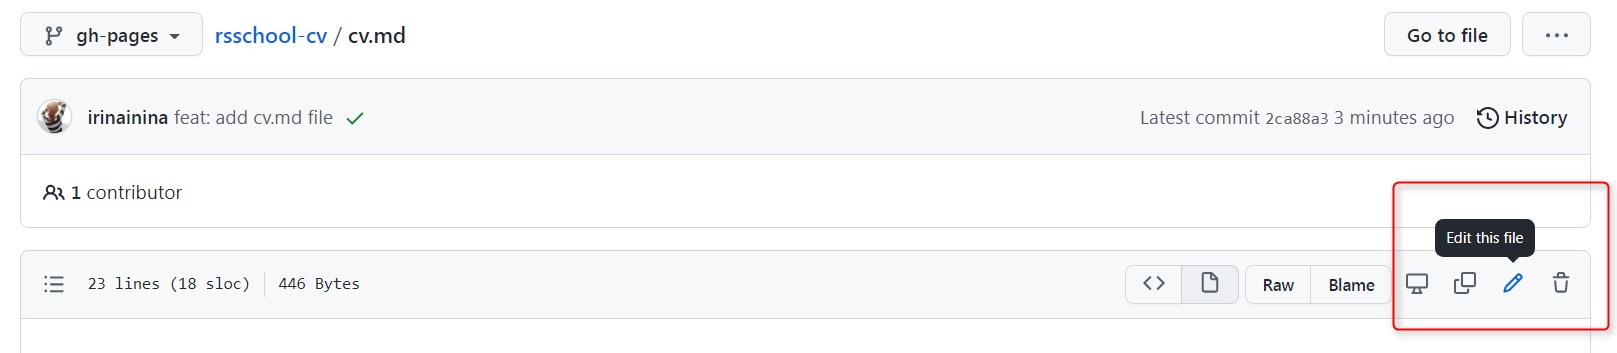 gh-pages rsschool-cv / cv.md Go to file ...
irinainina feat: add cv.md file Latest commit 2ca88a3 3 minutes ago History
1 contributor
Edit this file
23 lines (18 sloc) 446 Bytes <> Raw Blame